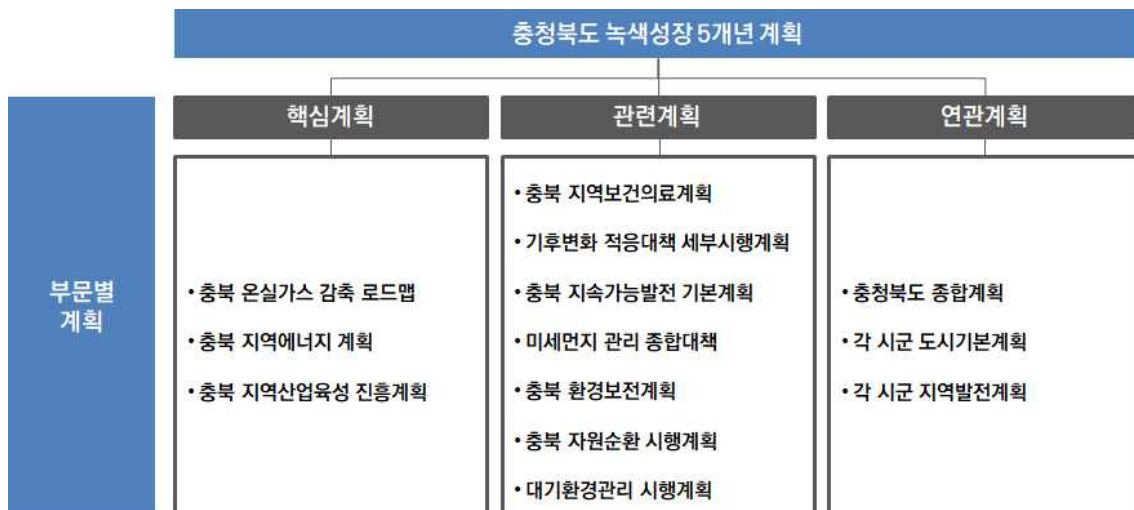 충청북도 녹색성장 5개년 계획
핵심계획
관련계획
연관계획
부문별
계획
• 충북 온실가스 감축 로드맵
• 충북 지역에너지 계획
• 충북 지역산업육성 진흥계획
• 충북 지역보건의료계획
• 기후변화 적응대책 세부시행계획
• 충북 지속가능발전 기본계획
• 미세먼지 관리 종합대책
• 충북 환경보전계획
• 충북 자원순환 시행계획
• 대기환경관리 시행계획
• 충청북도 종합계획
• 각 시군 도시기본계획
• 각 시군 지역발전계획